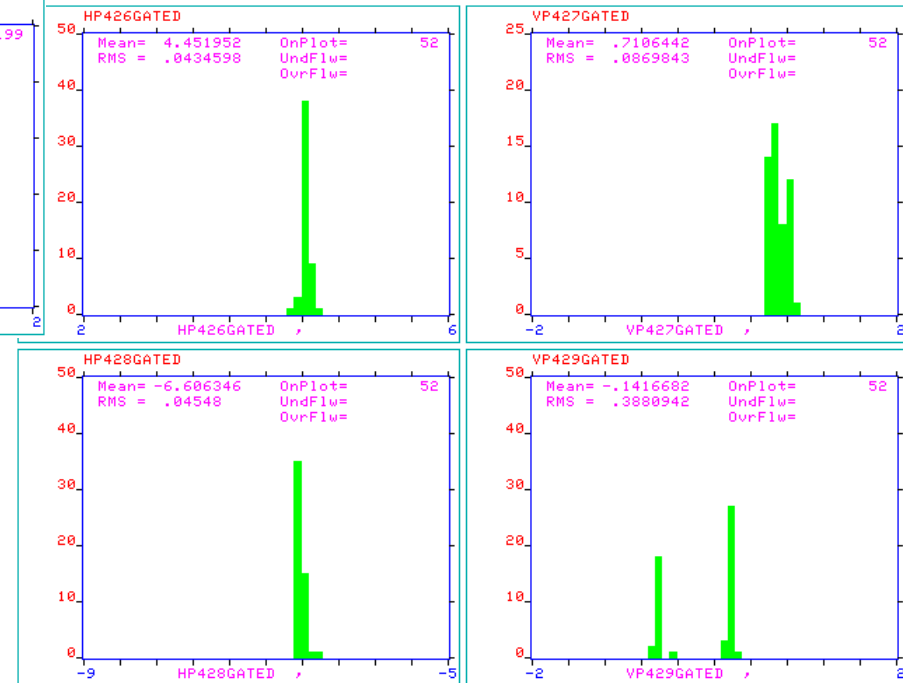 .99
2
HP426GATED
50
Mean= 4.451952 OnPlot= 52
RMS = .0434598 UndFlw=
OvrFlw=
40
30
20
10
0
2 HP426GATED , 6
VP427GATED
25
Mean= .7106442 OnPlot= 52
RMS = .0869843 UndFlw=
OvrFlw=
20
15
10
5
0
-2 VP427GATED , 2
HP428GATED
50
Mean= -6.606346 OnPlot= 52
RMS = .04548 UndFlw=
OvrFlw=
40
30
20
10
0
-9 HP428GATED , -5
VP429GATED
50
Mean= -.1416682 OnPlot= 52
RMS = .3880942 UndFlw=
OvrFlw=
40
30
20
10
0
-2 VP429GATED , 2